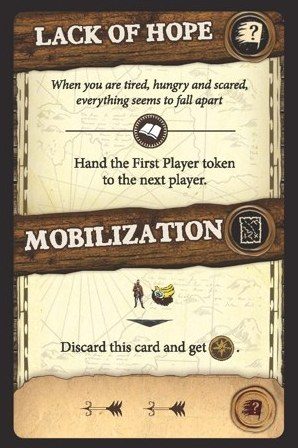 LACK OF HOPE
?
When you are tired, hungry and scared,
everything seems to fall apart
Hand the First Player token
to the next player.
MOBILIZATION
Discard this card and get .
?